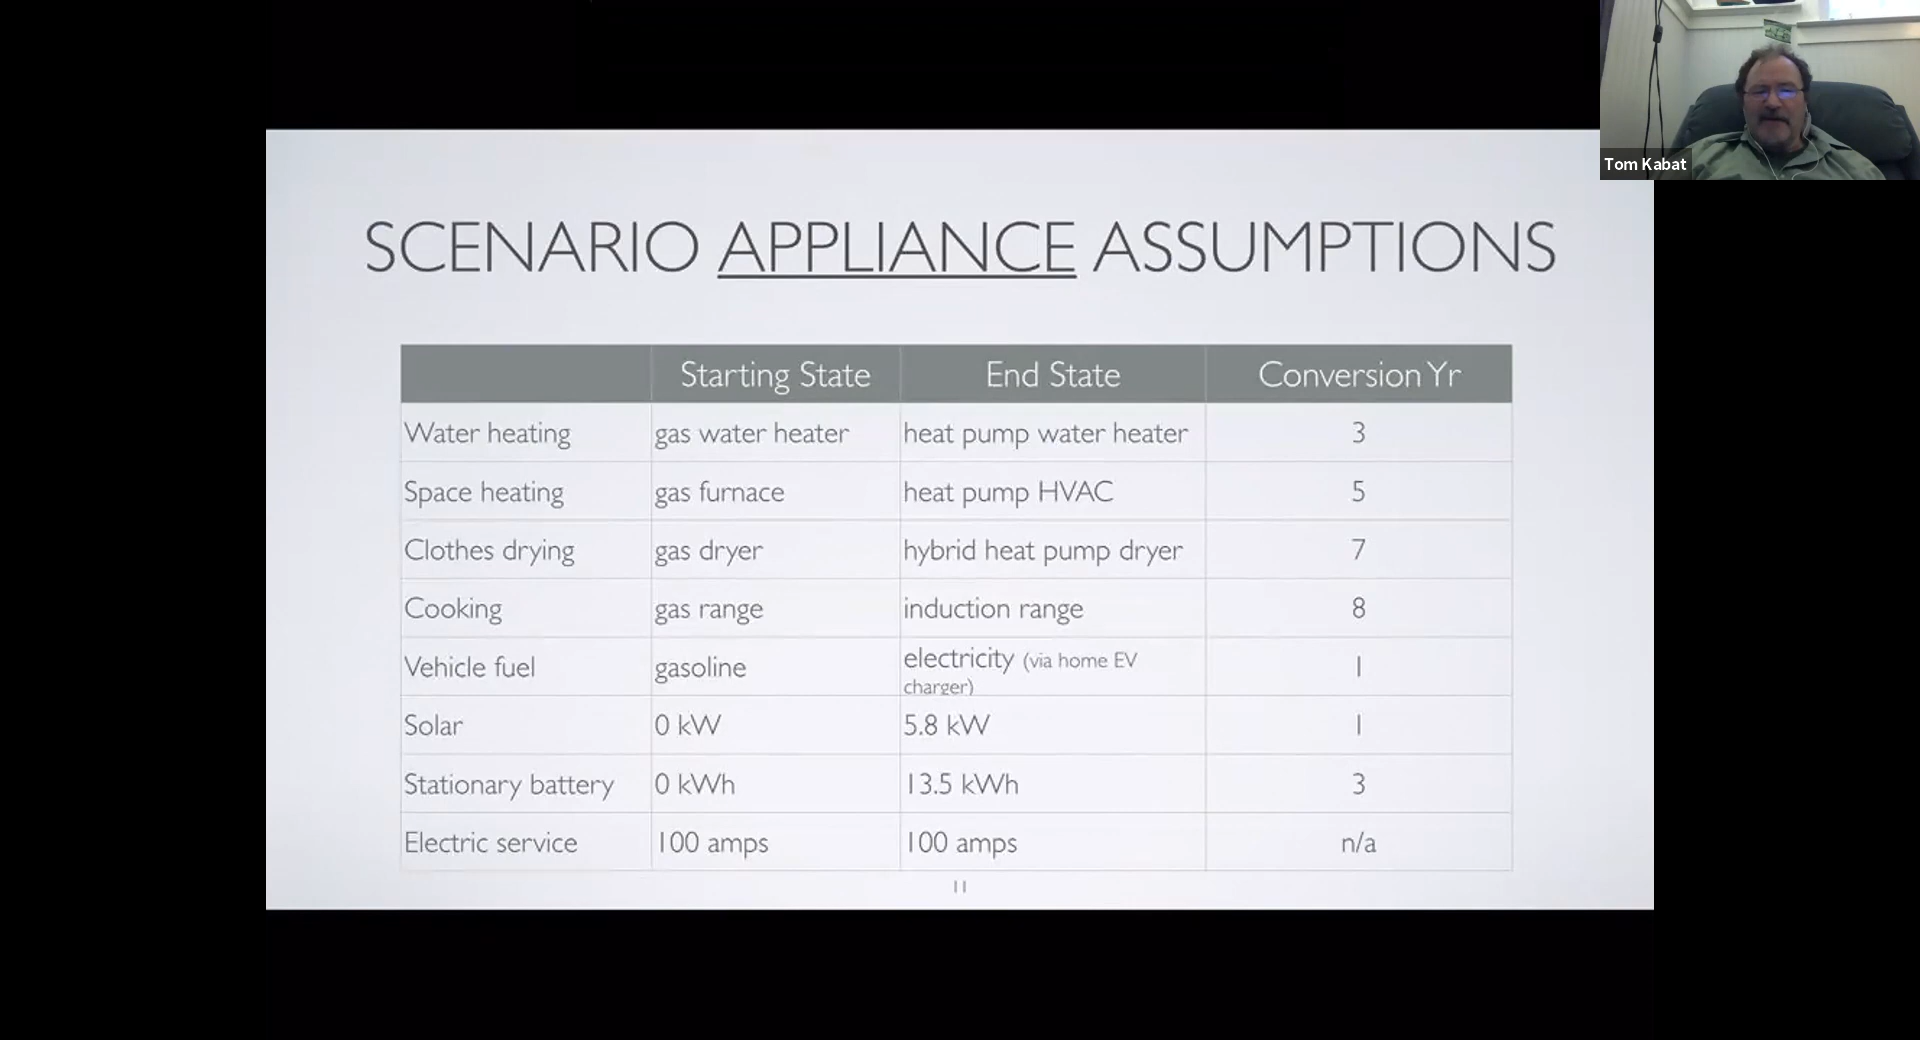 Tom Kabat
SCENARIO APPLIANCE ASSUMPTIONS
Starting State End State Conversion Yr
Water heating gas water heater heat pump water heater 3
Space heating gas furnace heat pump HVAC 5
Clothes drying gas dryer hybrid heat pump dryer 7
Cooking gas range induction range 8
Vehicle fuel gasoline electricity (via home EV charger) 1
Solar 0 kW 5.8 kW 1
Stationary battery 0 kWh 13.5 kWh 3
Electric service 100 amps 100 amps n/a
11